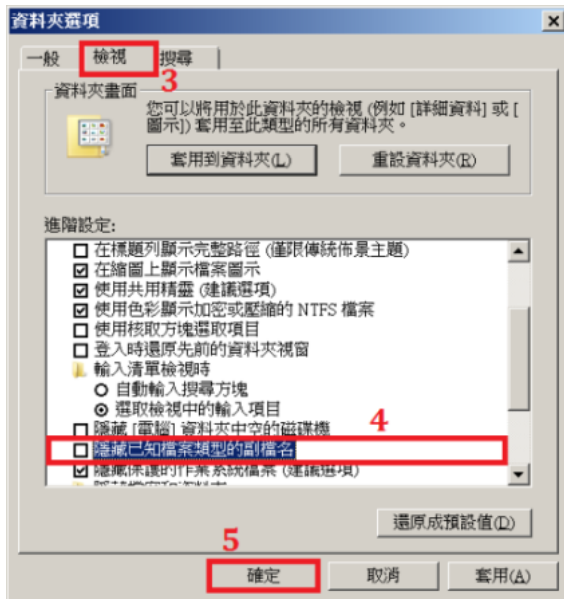 資料夾選項
一般 檢視 搜尋
3
資料夾畫面
您可以將用於此資料夾的檢視 (例如 [詳細資料] 或 [
圖示]) 套用至此類型的所有資料夾。
套用到資料夾(L) 重設資料夾(R)
進階設定:
在標題列顯示完整路徑 (僅限傳統佈景主題)
在縮圖上顯示檔案圖示
使用共用精靈 (建議選項)
使用色彩顯示加密或壓縮的 NTFS 檔案
使用核取方塊選取項目
登入時還原先前的資料夾視窗
輸入清單檢視時
自動輸入搜尋方塊
選取檢視中的輸入項目
隱藏 [電腦] 資料夾中空的磁碟機
4
隱藏已知檔案類型的副檔名
隱藏保護的作業系統檔案 (建議選項)
還原成預設值(D)
5
確定 取消 套用(A)